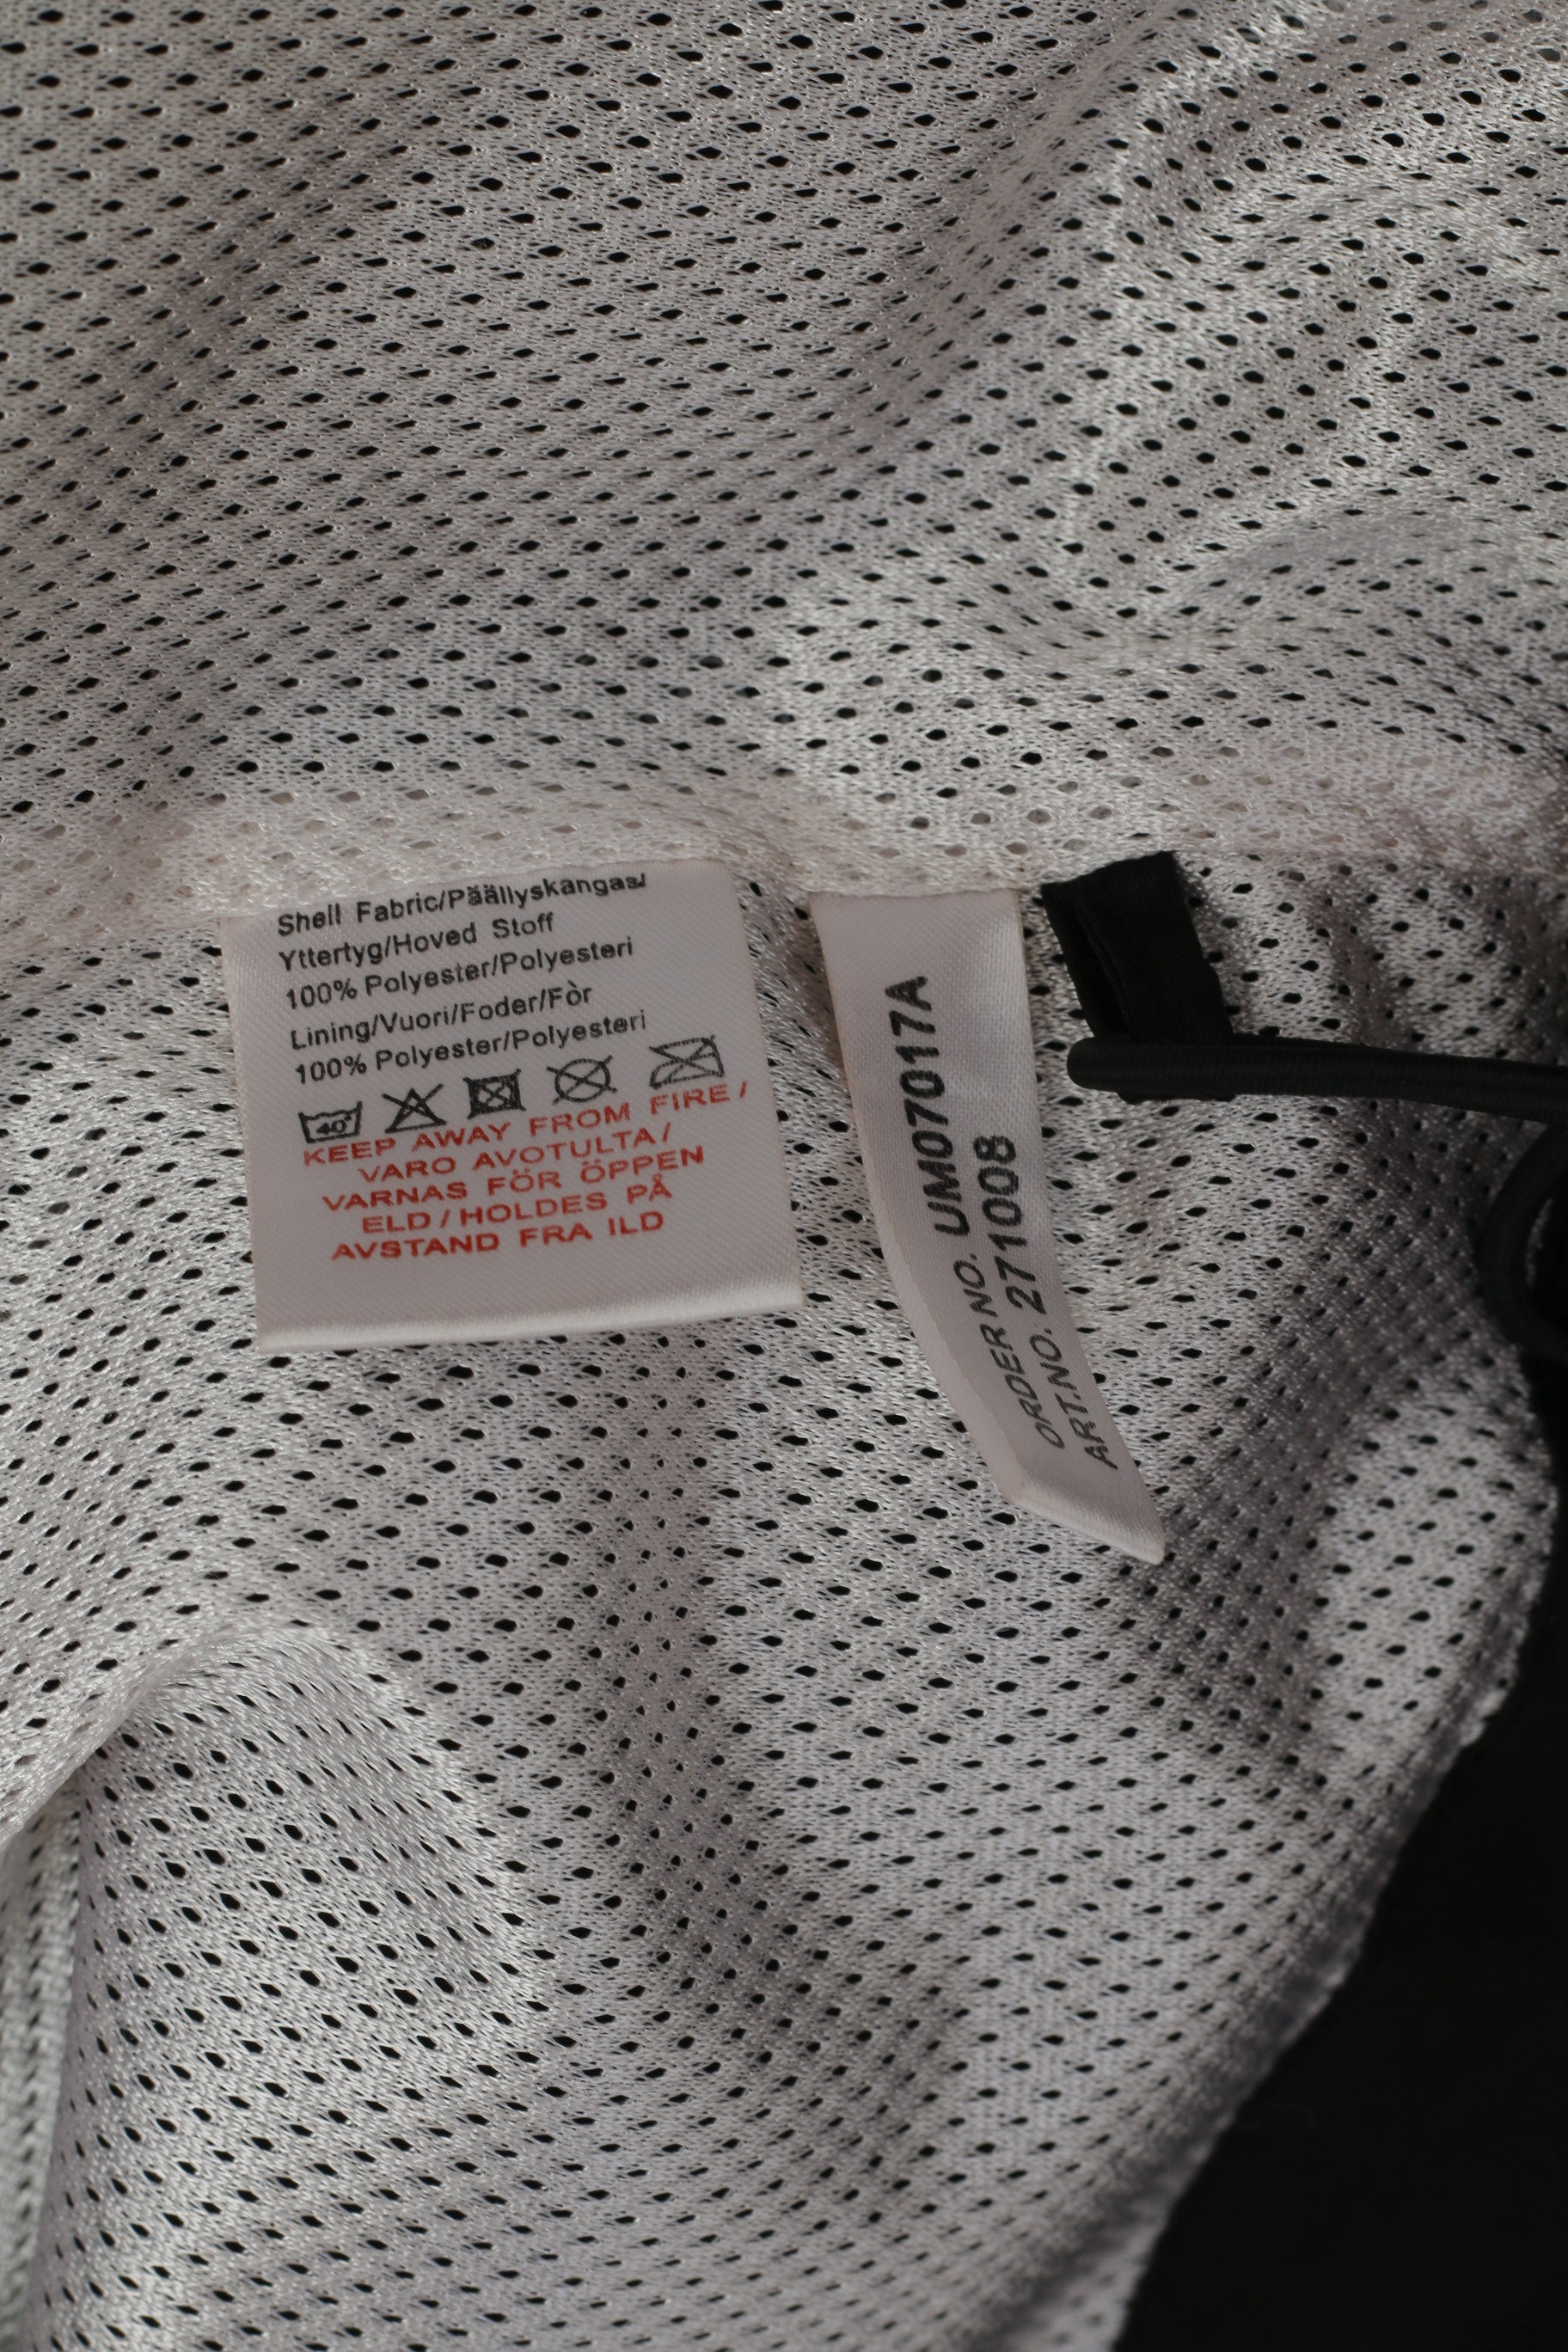 Shell Fabric/Päällyskangas/
Yttertyg/Hoved Stoff
100% Polyester/Polyesteri
Lining/Vuori/Foder/Fòr
100% Polyester/Polyesteri
40°
KEEP AWAY FROM FIRE /
VARO AVOTULTA /
VARNAS FÖR ÖPPEN
ELD / HOLDES PÅ
AVSTAND FRA ILD
ORDER NO. UM07017A
ART.NO. 271008